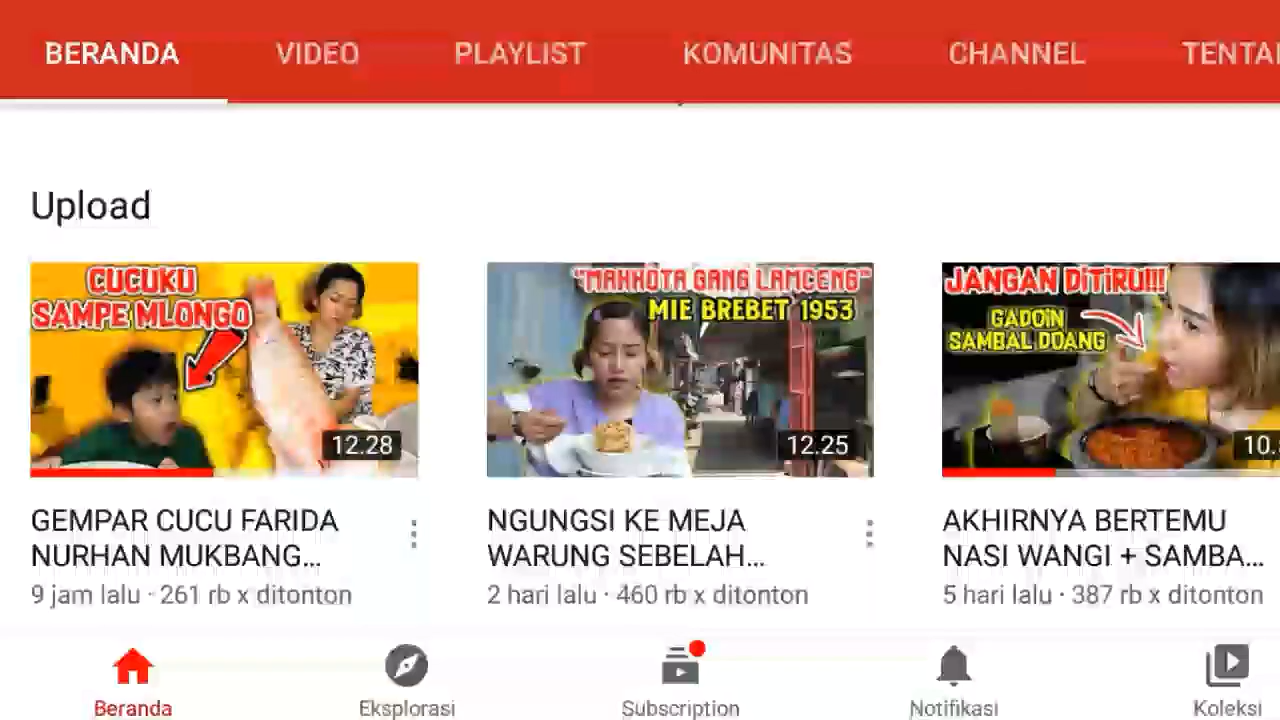 BERANDA VIDEO PLAYLIST KOMUNITAS CHANNEL TENTA
Upload
CUCUKU
SAMPE MLONGO
12.28
"MAHKOTA GANG LAMCENG"
MIE BREBET 1953
12.25
JANGAN DiTiRU!!!
GADOiN
SAMBAL DOANG
10.
GEMPAR CUCU FARIDA
NURHAN MUKBANG...
9 jam lalu · 261 rb x ditonton
NGUNGSI KE MEJA
WARUNG SEBELAH...
2 hari lalu · 460 rb x ditonton
AKHIRNYA BERTEMU
NASI WANGI + SAMBA...
5 hari lalu · 387 rb x ditonton
Beranda Eksplorasi Subscription Notifikasi Koleksi